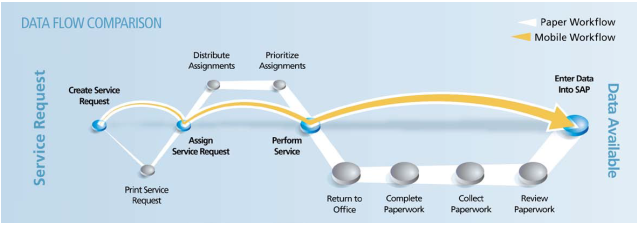 DATA FLOW COMPARISON
Paper Workflow
Mobile Workflow
Service Request
Create Service
Request
Print Service
Request
Assign
Service Request
Distribute
Assignments
Prioritize
Assignments
Perform
Service
Return to
Office
Complete
Paperwork
Collect
Paperwork
Review
Paperwork
Enter Data
Into SAP
Data Available